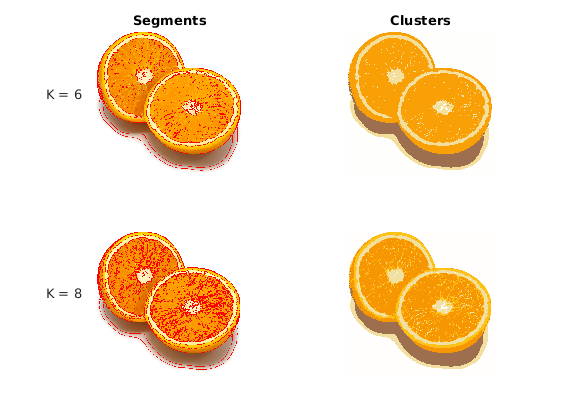 Segments
Clusters
K = 6
K = 8